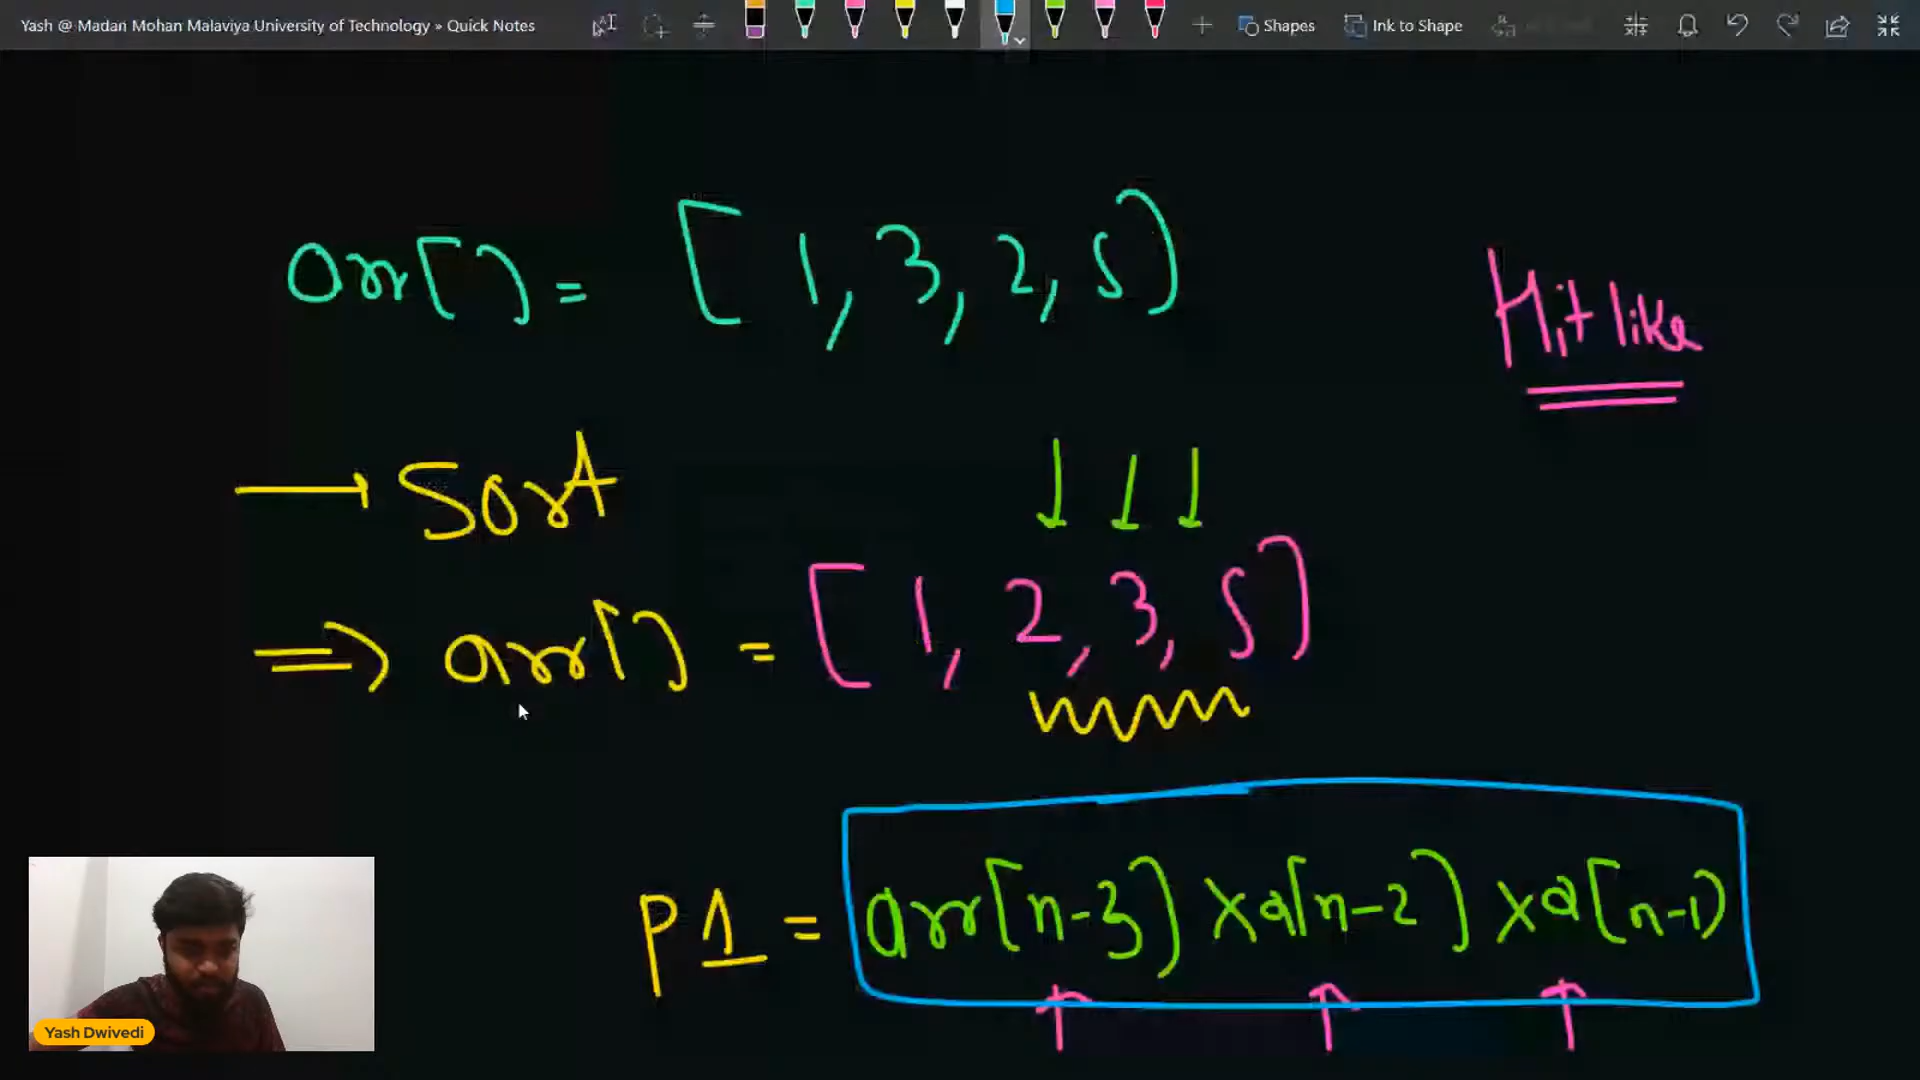 Yash @ Madan Mohan Malaviya University of Technology » Quick Notes
Shapes
Ink to Shape
arr[] = [1, 3, 2, 5]
Hit like
→ Sort
⇒ arr[] = [1, 2, 3, 5]
P1 = arr[n-3] x a[n-2] x a[n-1]
Yash Dwivedi